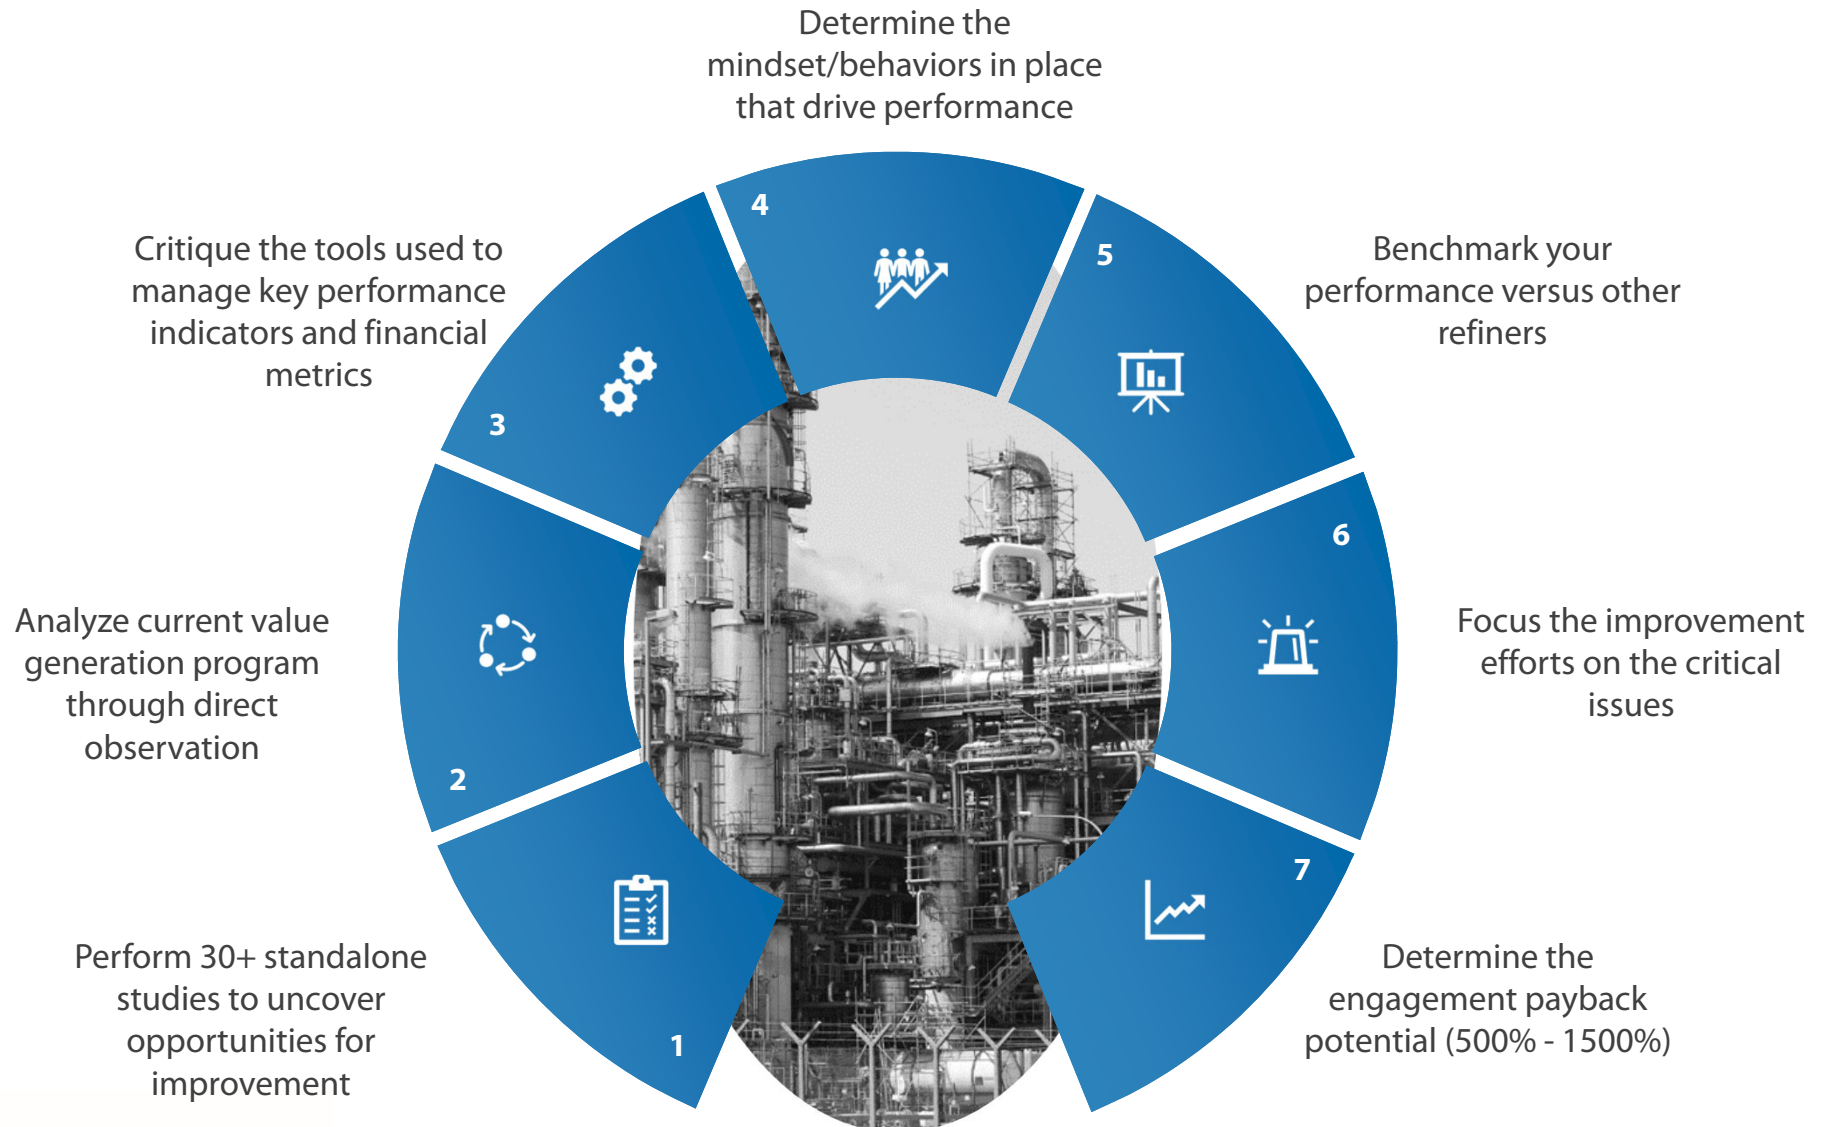 1
Perform 30+ standalone
studies to uncover
opportunities for
improvement
2
Analyze current value
generation program
through direct
observation
3
Critique the tools used to
manage key performance
indicators and financial
metrics
4
Determine the
mindset/behaviors in place
that drive performance
5
Benchmark your
performance versus other
refiners
6
Focus the improvement
efforts on the critical
issues
7
Determine the
engagement payback
potential (500% - 1500%)